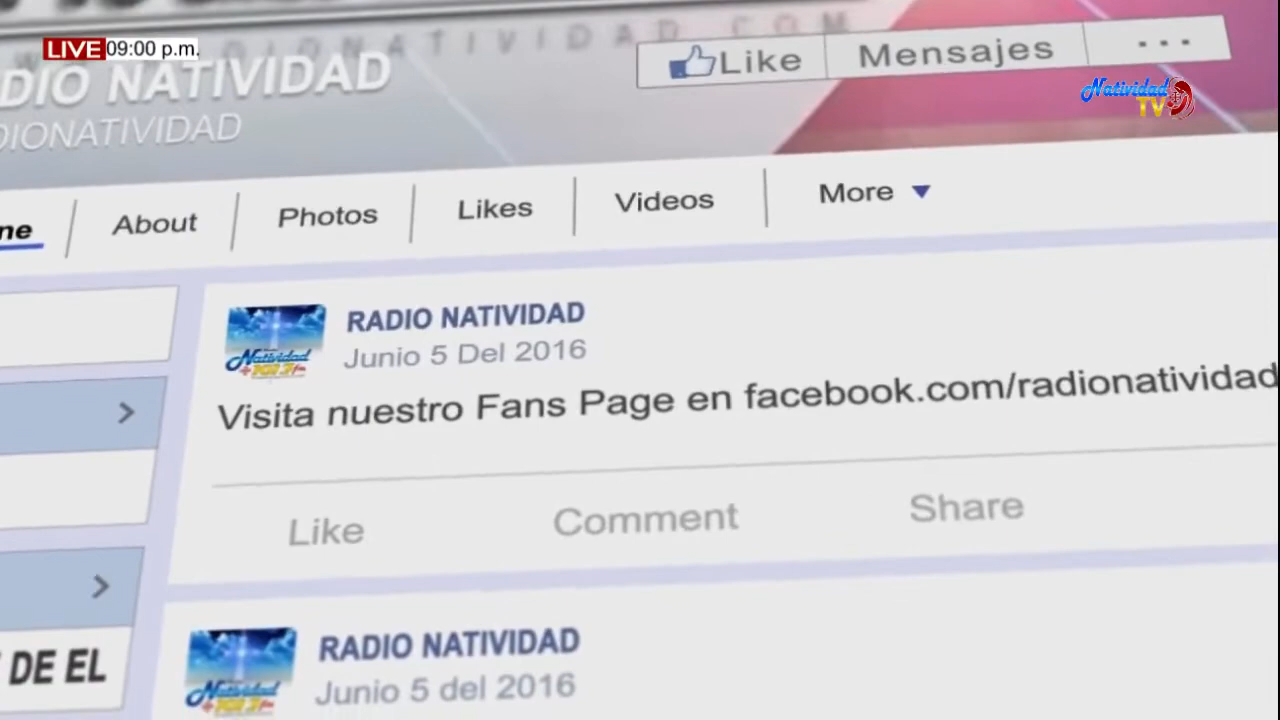 LIVE 09:00 p.m.
DIO NATIVIDAD
DIONATIVIDAD
Like
Mensajes
...
Natividad
TV
ne
About
Photos
Likes
Videos
More
RADIO NATIVIDAD
Junio 5 Del 2016
Natividad
Visita nuestro Fans Page en facebook.com/radionatividad
Like
Comment
Share
DE EL
RADIO NATIVIDAD
Junio 5 del 2016
Natividad